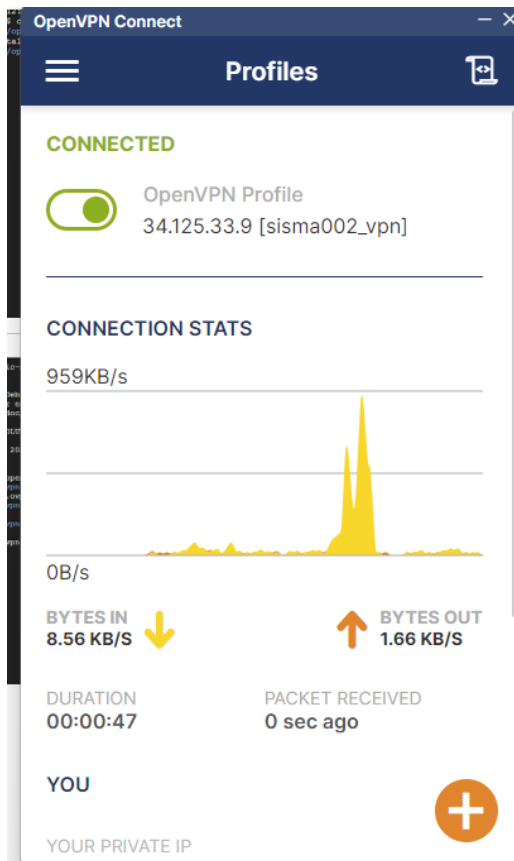 OpenVPN Connect
Profiles
CONNECTED
OpenVPN Profile
34.125.33.9 [sisma002_vpn]
CONNECTION STATS
959KB/s
0B/s
BYTES IN
8.56 KB/S
BYTES OUT
1.66 KB/S
DURATION
00:00:47
PACKET RECEIVED
0 sec ago
YOU
YOUR PRIVATE IP